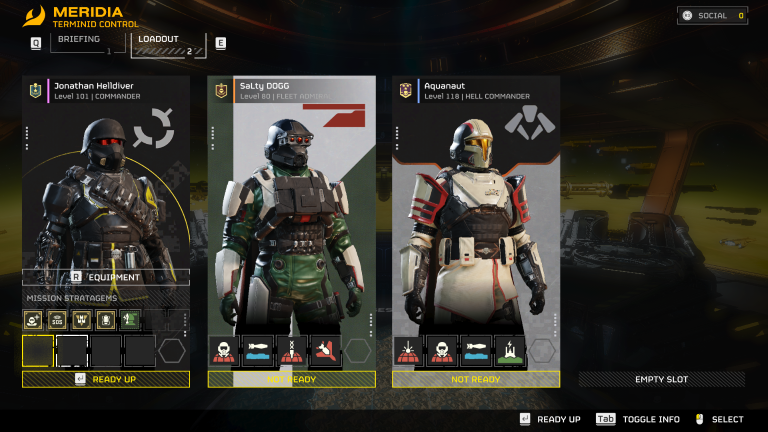 MERIDIA
TERMINID CONTROL
SOCIAL 0
Q BRIEFING 1 LOADOUT 2 E
Jonathan Helldiver
Level 101 | COMMANDER
SaLty DOGG
Level 80 | FLEET ADMIRAL
Aquanaut
Level 118 | HELL COMMANDER
R EQUIPMENT
MISSION STRATAGEMS
SOS
READY UP
NOT READY
NOT READY
EMPTY SLOT
READY UP Tab TOGGLE INFO SELECT